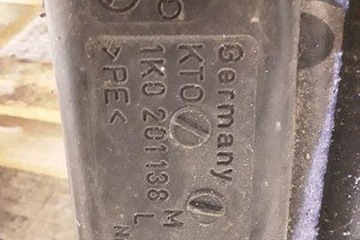 Germany
KTO M
1K0 201 138 L N
>PE<